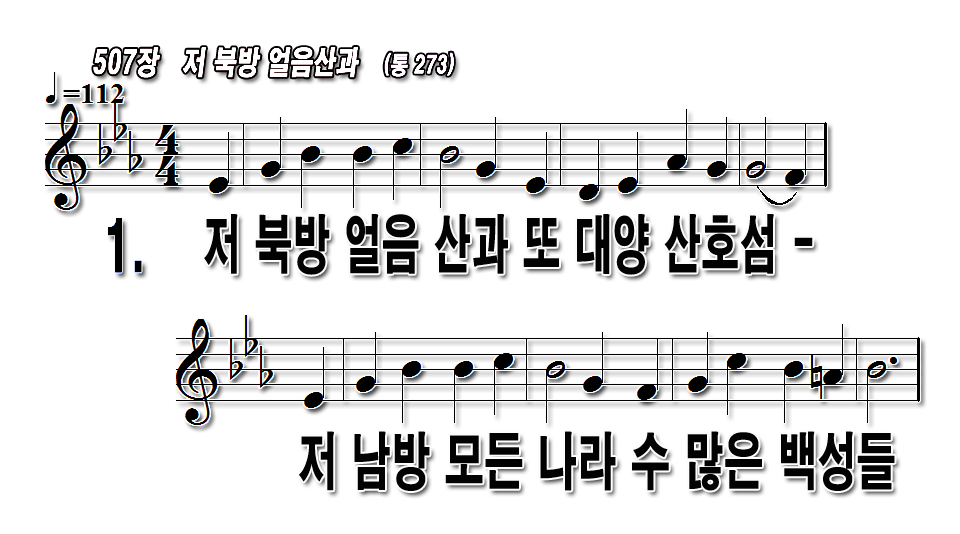 507장 저 북방 얼음산과 (통 273)
♩=112
1. 저 북방 얼음 산과 또 대양 산호섬 -
저 남방 모든 나라 수 많은 백성들